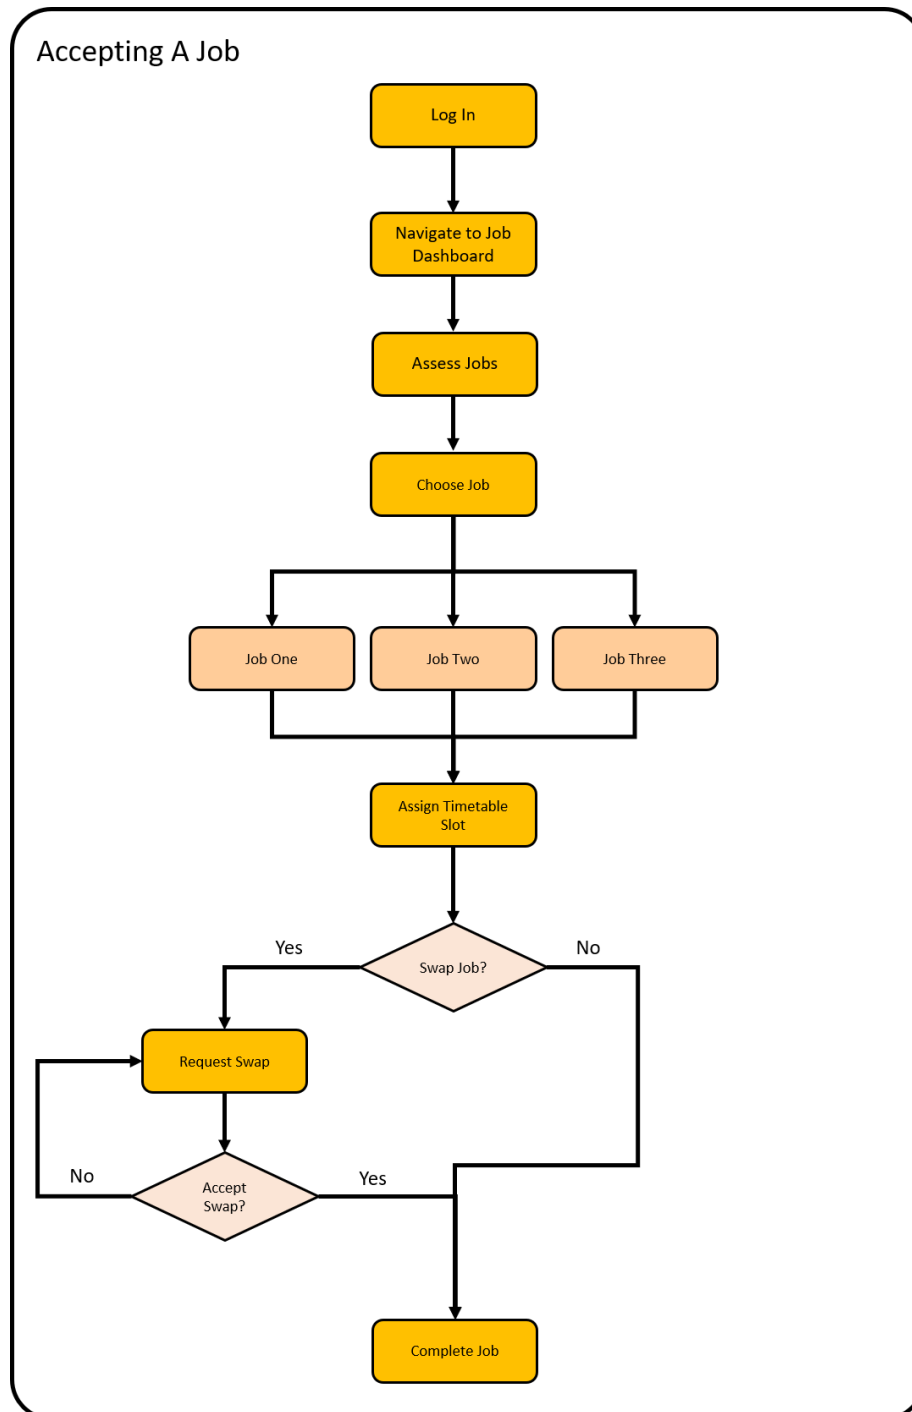 Accepting A Job
Log In
Navigate to Job
Dashboard
Assess Jobs
Choose Job
Job One
Job Two
Job Three
Assign Timetable
Slot
Yes
No
Swap Job?
Request Swap
No
Yes
Accept
Swap?
Complete Job